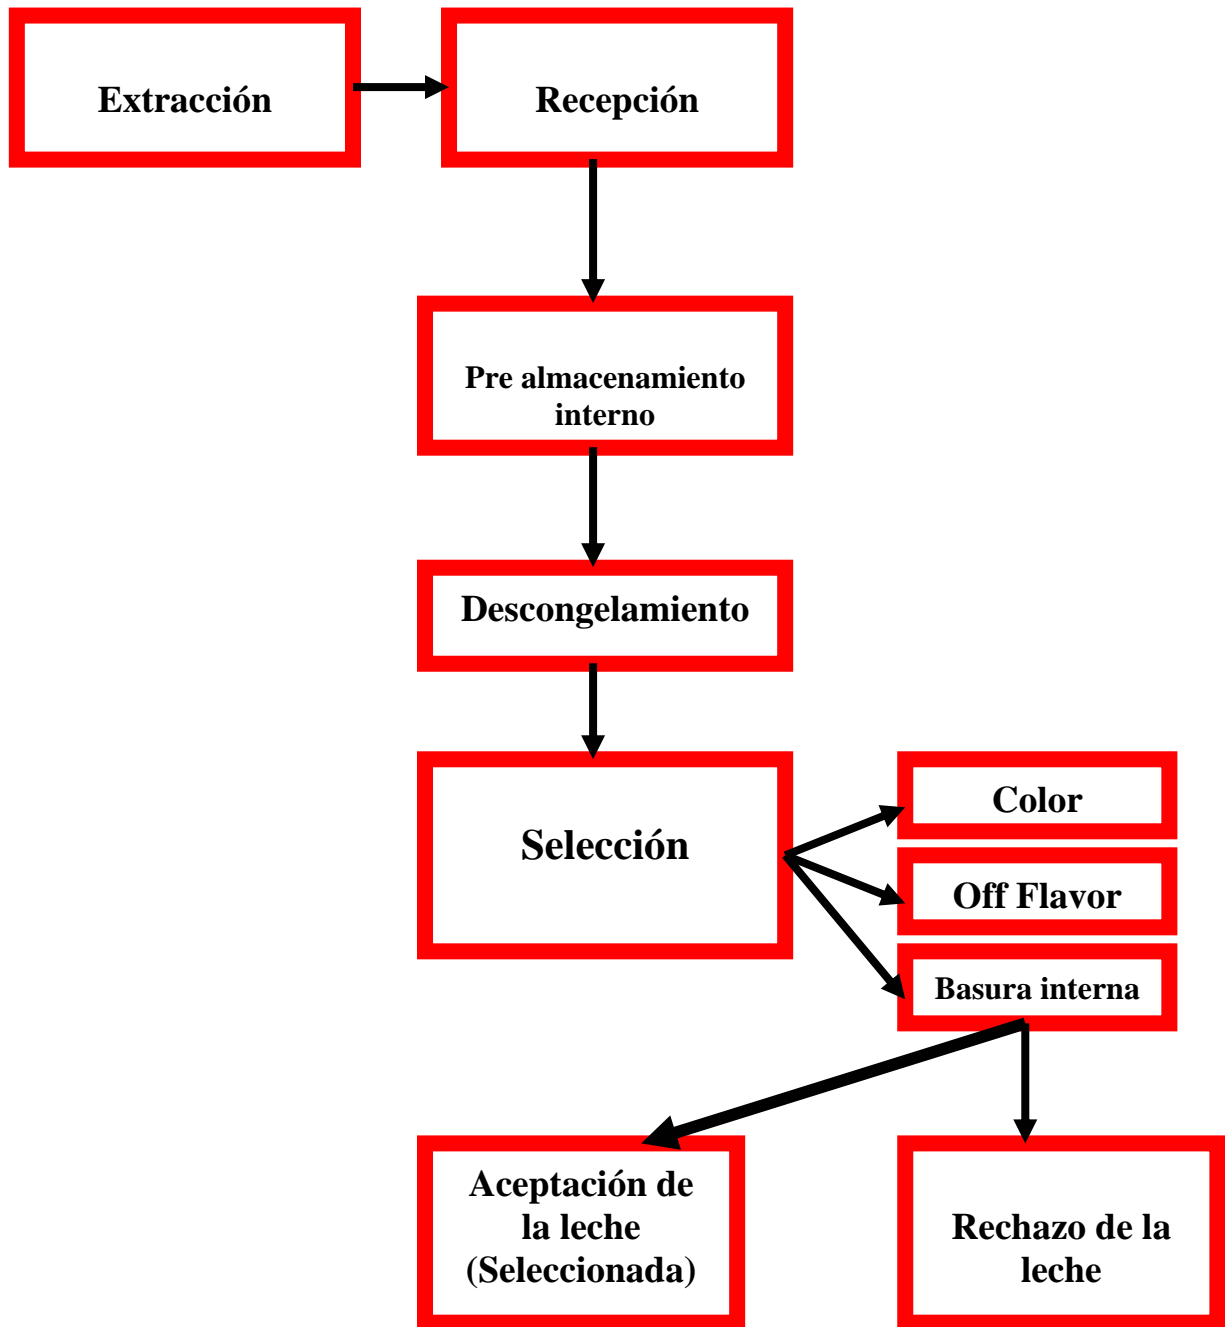 Extracción
Recepción
Pre almacenamiento
interno
Descongelamiento
Selección
Color
Off Flavor
Basura interna
Aceptación de
la leche
(Seleccionada)
Rechazo de la
leche